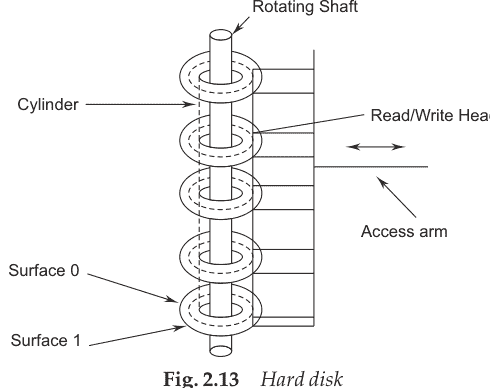 Rotating Shaft
Cylinder
Read/Write Hea
Access arm
Surface 0
Surface 1
Fig. 2.13 Hard disk